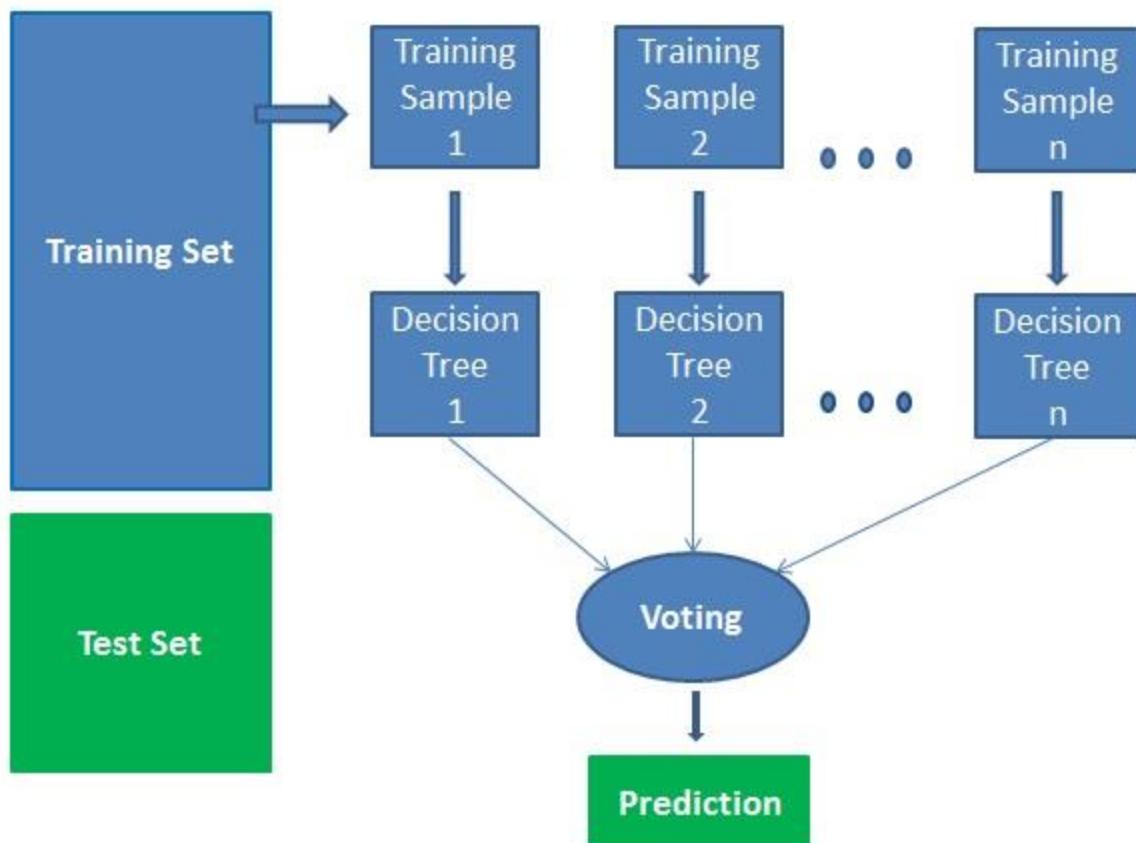 Training
Sample
1
Training
Sample
2
Training
Sample
n
Training Set
Decision
Tree
1
Decision
Tree
2
Decision
Tree
n
Voting
Test Set
Prediction